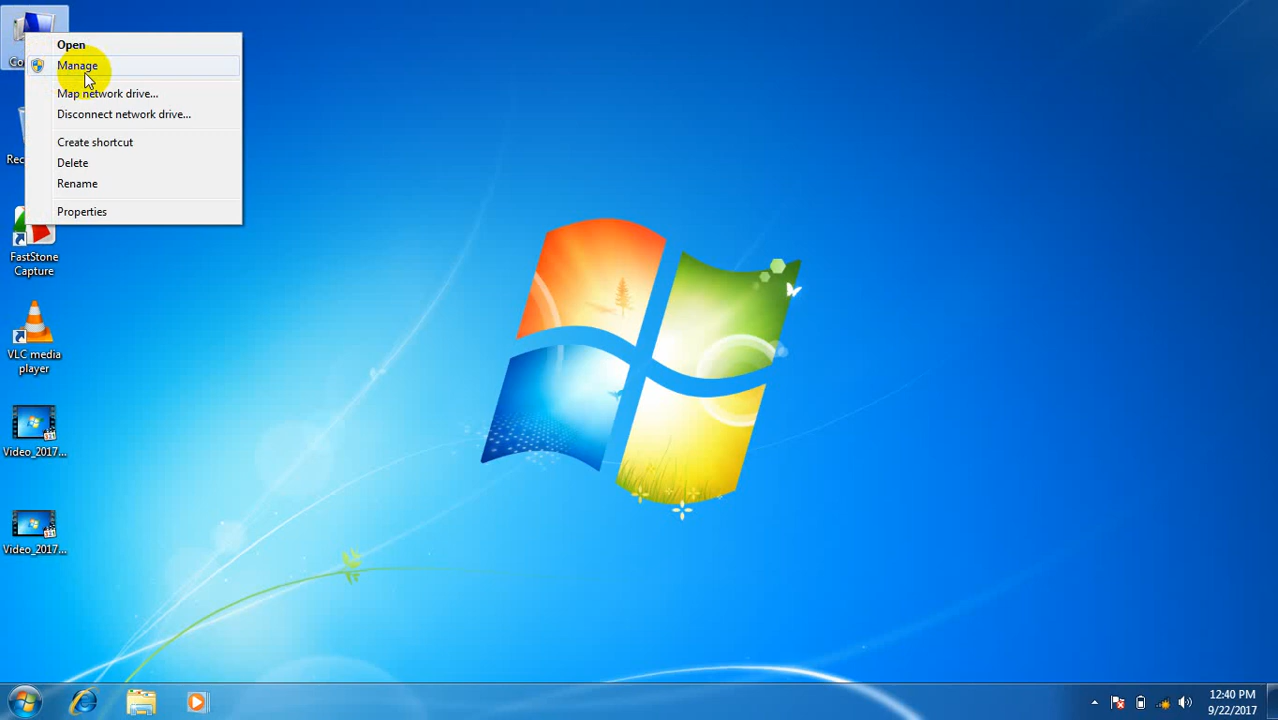 Open
Manage
Map network drive...
Disconnect network drive...
Create shortcut
Delete
Rename
Properties
FastStone
Capture
VLC media
player
Video_2017...
Video_2017...
12:40 PM
9/22/2017